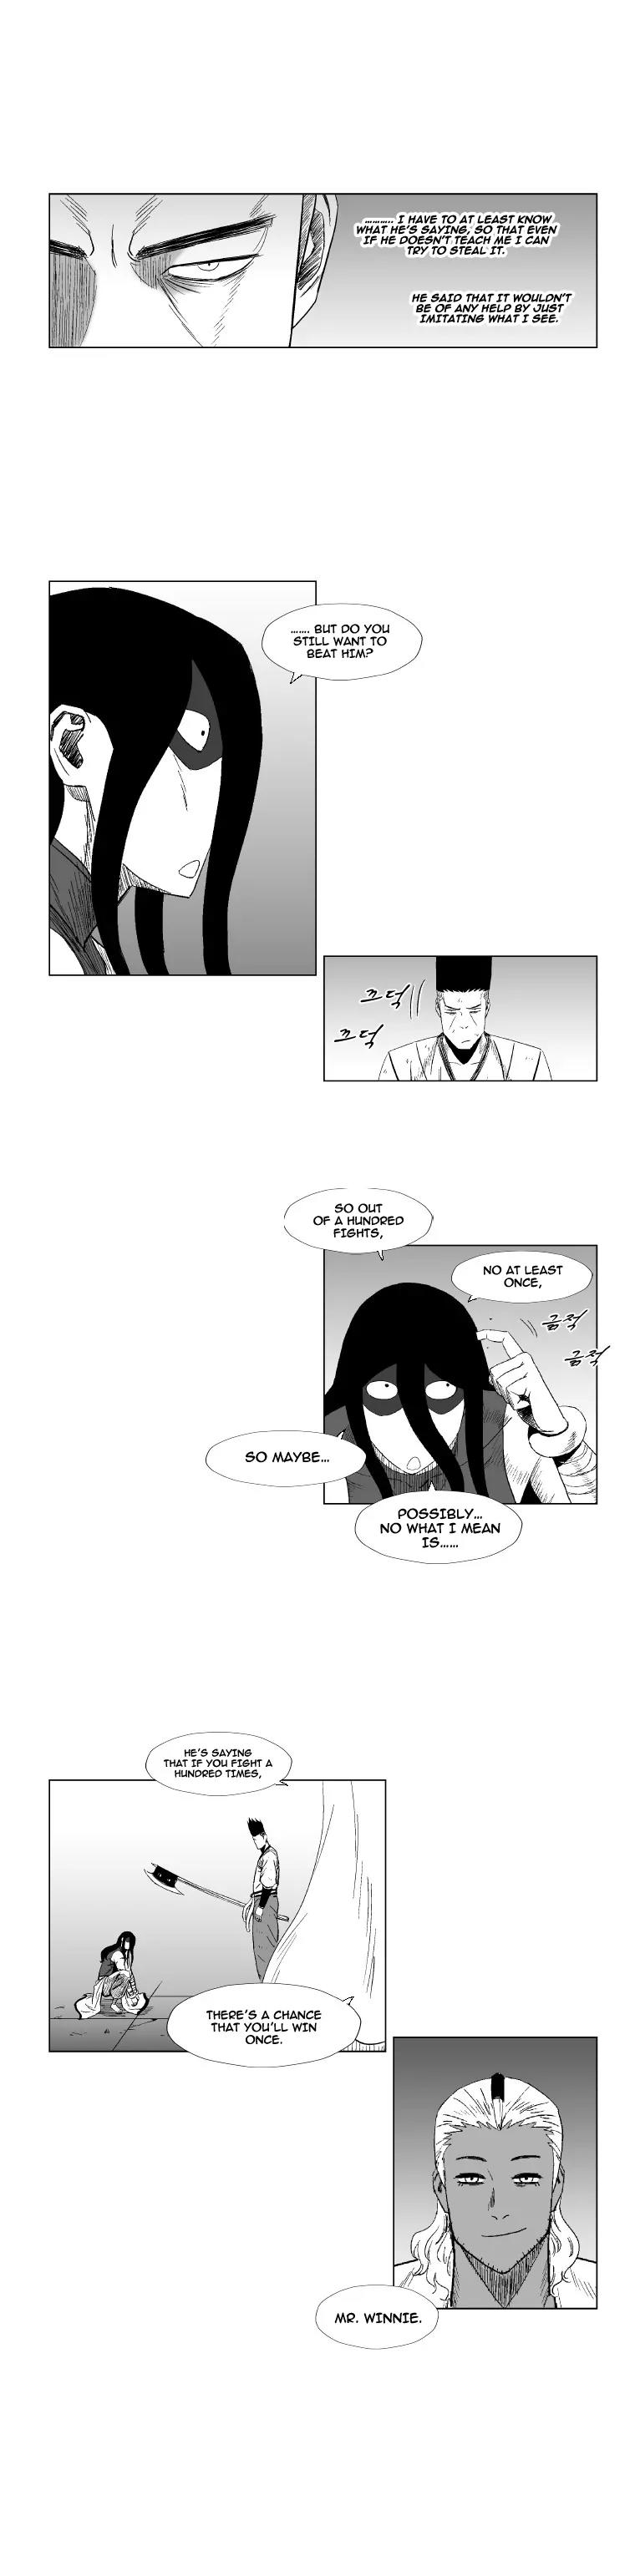 .......... I HAVE TO AT LEAST KNOW
WHAT HE'S SAYING, SO THAT EVEN
IF HE DOESN'T TEACH ME I CAN
TRY TO STEAL IT.
HE SAID THAT IT WOULDN'T
BE OF ANY HELP BY JUST
IMITATING WHAT I SEE.
....... BUT DO YOU
STILL WANT TO
BEAT HIM?
끄덕
끄덕
SO OUT
OF A HUNDRED
FIGHTS,
NO AT LEAST
ONCE,
긁적
긁적
SO MAYBE...
POSSIBLY...
NO WHAT I MEAN
IS......
HE'S SAYING
THAT IF YOU FIGHT A
HUNDRED TIMES,
THERE'S A CHANCE
THAT YOU'LL WIN
ONCE.
MR. WINNIE.